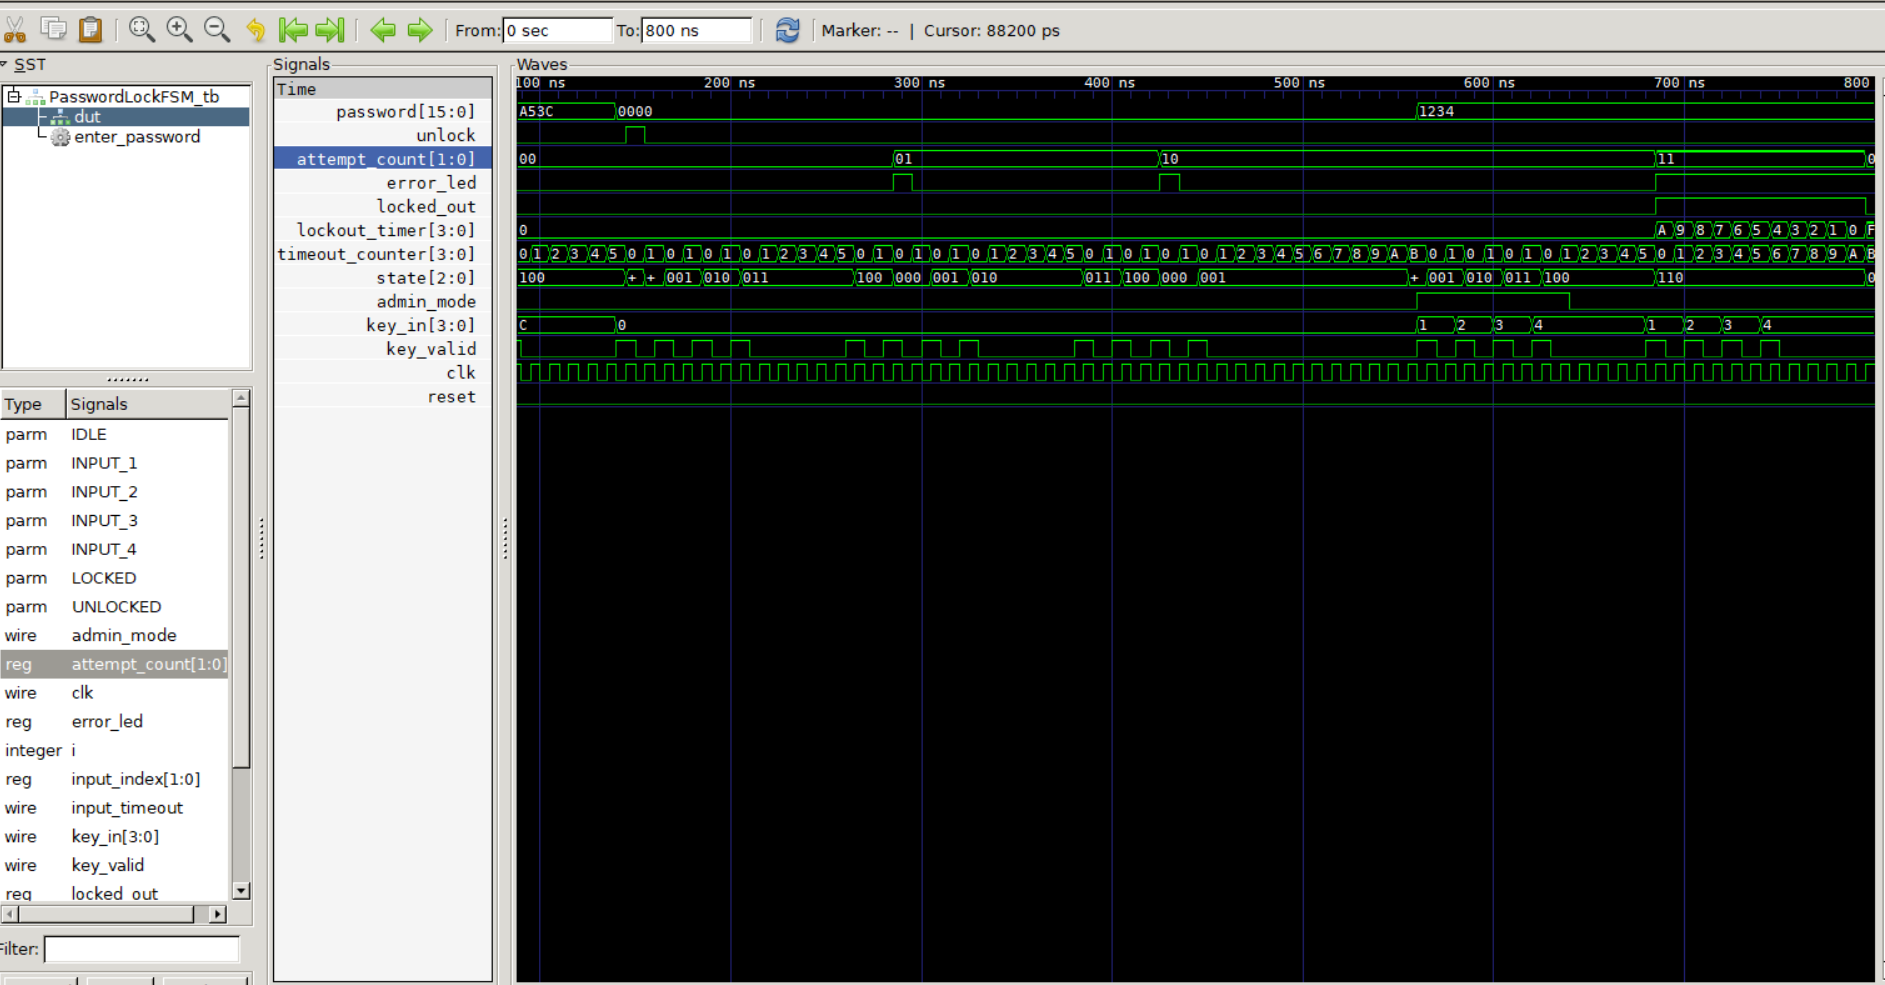 From: 0 sec To: 800 ns Marker: -- | Cursor: 88200 ps
SST
PasswordLockFSM_tb
dut
enter_password
Type Signals
parm IDLE
parm INPUT_1
parm INPUT_2
parm INPUT_3
parm INPUT_4
parm LOCKED
parm UNLOCKED
wire admin_mode
reg attempt_count[1:0]
wire clk
reg error_led
integer i
reg input_index[1:0]
wire input_timeout
wire key_in[3:0]
wire key_valid
reg locked_out
Filter:
Signals
Time
password[15:0]
unlock
attempt_count[1:0]
error_led
locked_out
lockout_timer[3:0]
timeout_counter[3:0]
state[2:0]
admin_mode
key_in[3:0]
key_valid
clk
reset
Waves
100 ns 200 ns 300 ns 400 ns 500 ns 600 ns 700 ns 800
A53C 0000 1234
00 01 10 11 0
0 A 9 8 7 6 5 4 3 2 1 0 F
0 1 2 3 4 5 0 1 0 1 0 1 0 1 2 3 4 5 0 1 0 1 0 1 0 1 2 3 4 5 0 1 0 1 0 1 0 1 2 3 4 5 6 7 8 9 A B 0 1 0 1 0 1 0 1 2 3 4 5 0 1 2 3 4 5 6 7 8 9 A B
100 + + 001 010 011 100 000 001 010 011 100 000 001 + 001 010 011 100 110 0
C 0 1 2 3 4 1 2 3 4